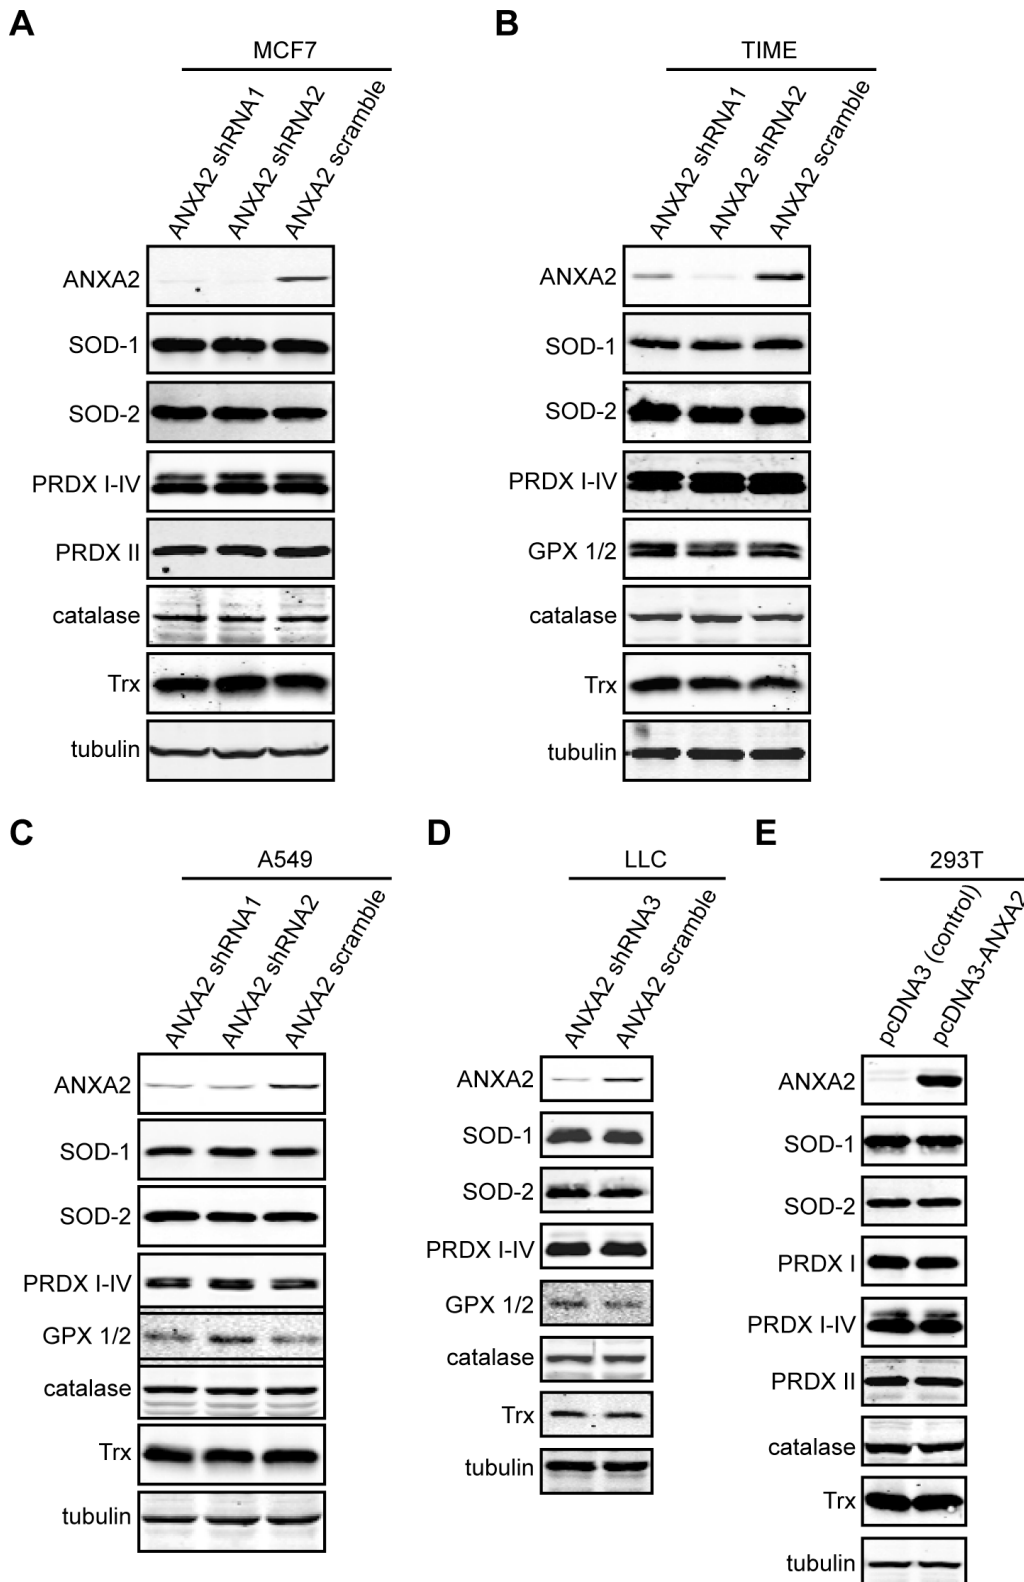 A
MCF7
ANXA2 shRNA1
ANXA2 shRNA2
ANXA2 scramble
ANXA2
SOD-1
SOD-2
PRDX I-IV
PRDX II
catalase
Trx
tubulin
B
TIME
ANXA2 shRNA1
ANXA2 shRNA2
ANXA2 scramble
ANXA2
SOD-1
SOD-2
PRDX I-IV
GPX 1/2
catalase
Trx
tubulin
C
A549
ANXA2 shRNA1
ANXA2 shRNA2
ANXA2 scramble
ANXA2
SOD-1
SOD-2
PRDX I-IV
GPX 1/2
catalase
Trx
tubulin
D
LLC
ANXA2 shRNA3
ANXA2 scramble
ANXA2
SOD-1
SOD-2
PRDX I-IV
GPX 1/2
catalase
Trx
tubulin
E
293T
pcDNA3 (control)
pcDNA3-ANXA2
ANXA2
SOD-1
SOD-2
PRDX I
PRDX I-IV
PRDX II
catalase
Trx
tubulin